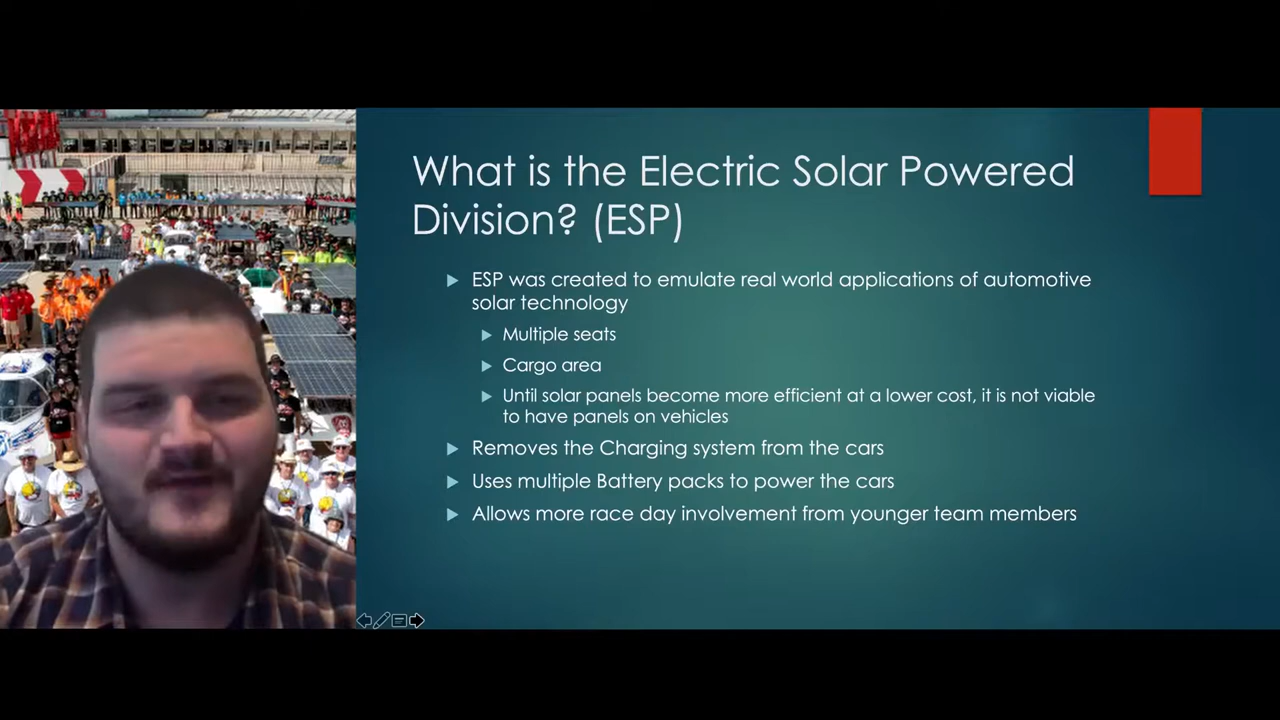 What is the Electric Solar Powered
Division? (ESP)
ESP was created to emulate real world applications of automotive
solar technology
Multiple seats
Cargo area
Until solar panels become more efficient at a lower cost, it is not viable
to have panels on vehicles
Removes the Charging system from the cars
Uses multiple Battery packs to power the cars
Allows more race day involvement from younger team members